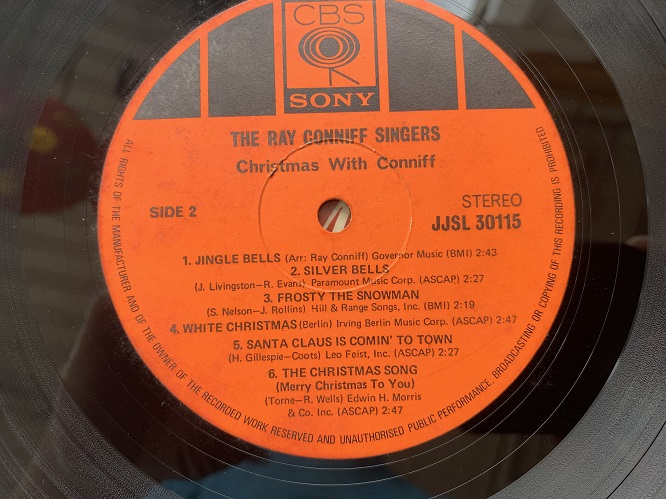 CBS
SONY
THE RAY CONNIFF SINGERS
Christmas With Conniff
SIDE 2
STEREO
JJSL 30115
1. JINGLE BELLS (Arr: Ray Conniff) Governor Music (BMI) 2:43
2. SILVER BELLS
(J. Livingston—R. Evans) Paramount Music Corp. (ASCAP) 2:27
3. FROSTY THE SNOWMAN
(S. Nelson—J. Rollins) Hill & Range Songs, Inc. (BMI) 2:19
4. WHITE CHRISTMAS (Berlin) Irving Berlin Music Corp. (ASCAP) 2:47
5. SANTA CLAUS IS COMIN' TO TOWN
(H. Gillespie—Coots) Leo Feist, Inc. (ASCAP) 2:27
6. THE CHRISTMAS SONG
(Merry Christmas To You)
(Torne—R. Wells) Edwin H. Morris
& Co. Inc. (ASCAP) 2:47
ALL RIGHTS OF THE MANUFACTURER AND OF THE OWNER OF THE RECORDED WORK RESERVED AND UNAUTHORISED PUBLIC PERFORMANCE, BROADCASTING OR COPYING OF THIS RECORDING IS PROHIBITED